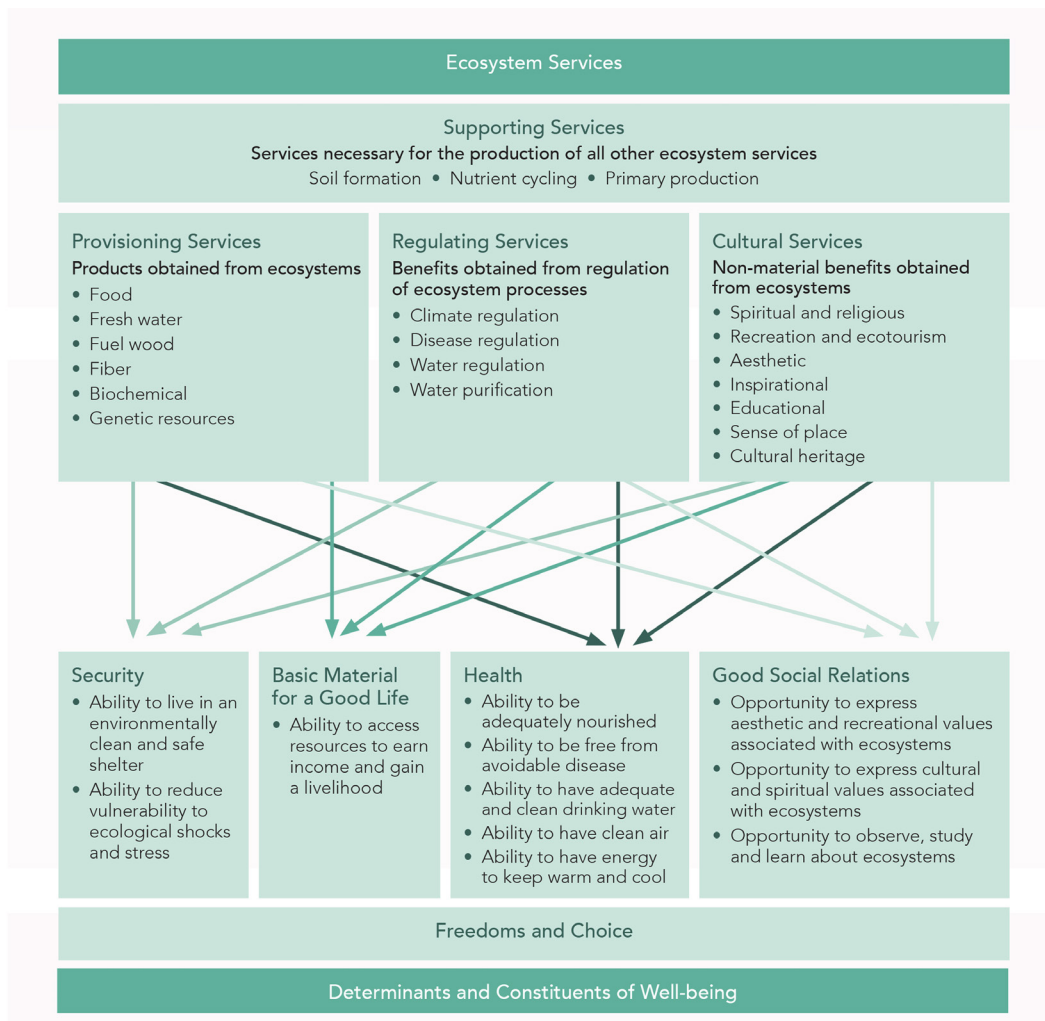 Ecosystem Services
Supporting Services
Services necessary for the production of all other ecosystem services
Soil formation • Nutrient cycling • Primary production
Provisioning Services
Products obtained from ecosystems
• Food
• Fresh water
• Fuel wood
• Fiber
• Biochemical
• Genetic resources
Regulating Services
Benefits obtained from regulation
of ecosystem processes
• Climate regulation
• Disease regulation
• Water regulation
• Water purification
Cultural Services
Non-material benefits obtained
from ecosystems
• Spiritual and religious
• Recreation and ecotourism
• Aesthetic
• Inspirational
• Educational
• Sense of place
• Cultural heritage
Security
• Ability to live in an
environmentally
clean and safe
shelter
• Ability to reduce
vulnerability to
ecological shocks
and stress
Basic Material
for a Good Life
• Ability to access
resources to earn
income and gain
a livelihood
Health
• Ability to be
adequately nourished
• Ability to be free from
avoidable disease
• Ability to have adequate
and clean drinking water
• Ability to have clean air
• Ability to have energy
to keep warm and cool
Good Social Relations
• Opportunity to express
aesthetic and recreational values
associated with ecosystems
• Opportunity to express cultural
and spiritual values associated
with ecosystems
• Opportunity to observe, study
and learn about ecosystems
Freedoms and Choice
Determinants and Constituents of Well-being